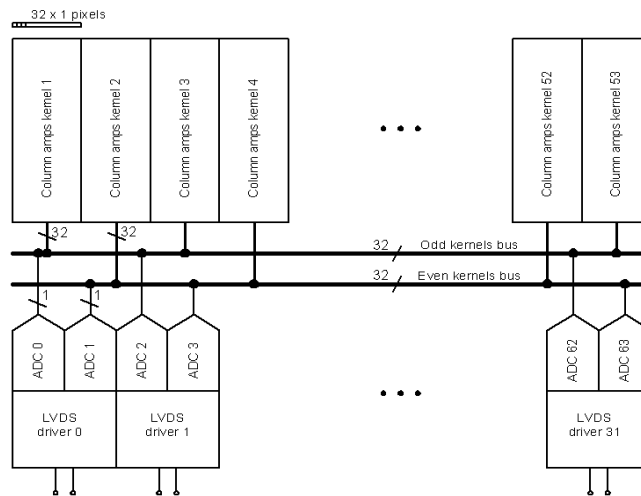 32 x 1 pixels
Column amps kernel 1
Column amps kernel 2
Column amps kernel 3
Column amps kernel 4
Column amps kernel 52
Column amps kernel 53
32
32
32
Odd kernels bus
32
Even kernels bus
1
1
ADC 0
ADC 1
ADC 2
ADC 3
ADC 62
ADC 63
LVDS
driver 0
LVDS
driver 1
LVDS
driver 31